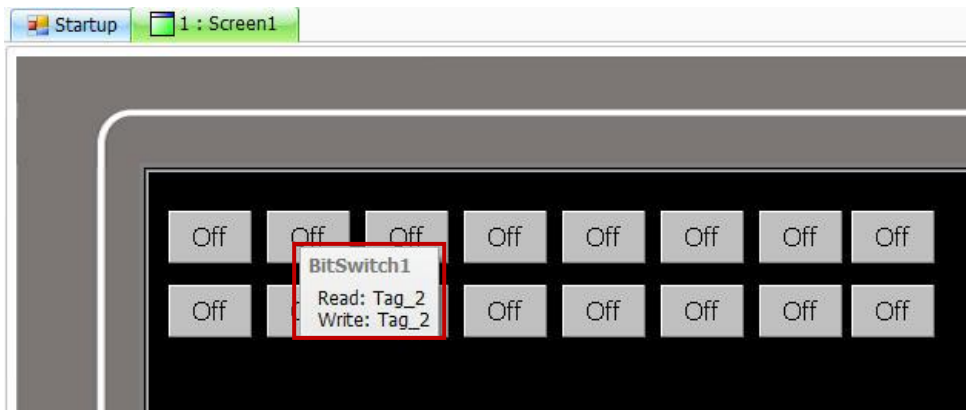 Startup
1 : Screen1
Off Off Off Off Off Off Off Off
BitSwitch1
Read: Tag_2
Write: Tag_2
Off Off Off Off Off Off